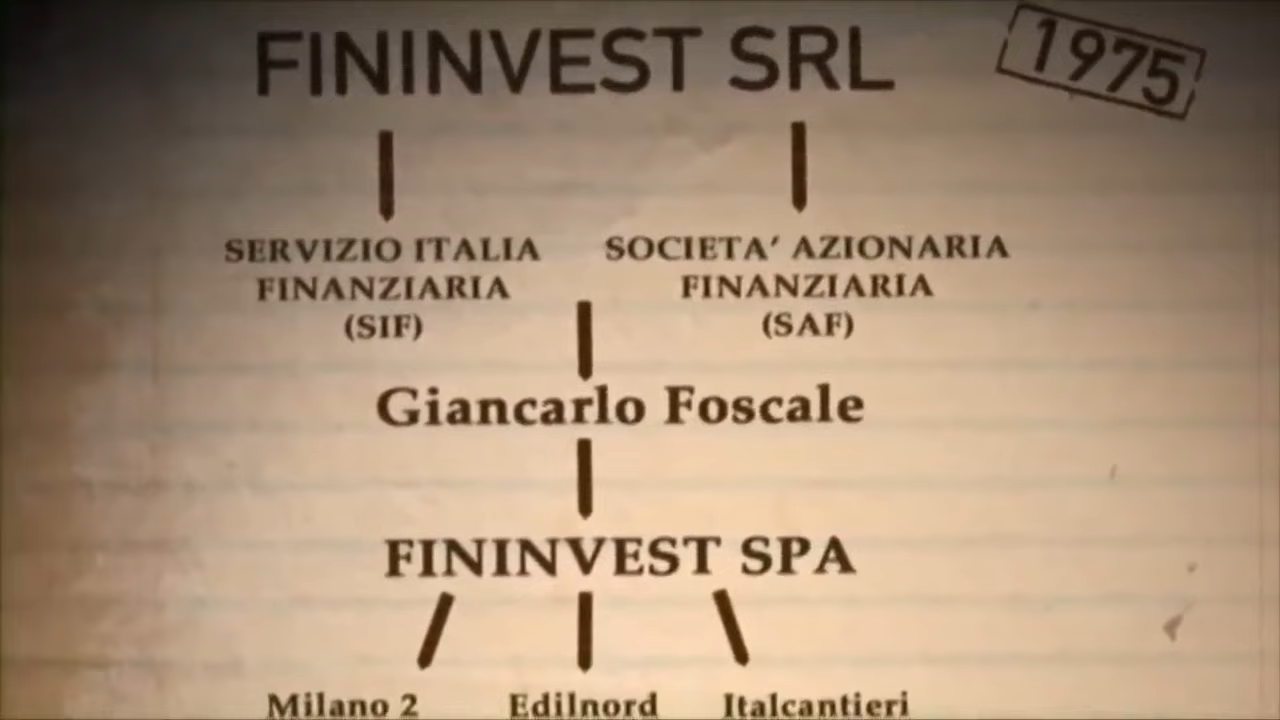 FININVEST SRL
1975
SERVIZIO ITALIA
FINANZIARIA
(SIF)
SOCIETA' AZIONARIA
FINANZIARIA
(SAF)
Giancarlo Foscale
FININVEST SPA
Milano 2
Edilnord
Italcantieri